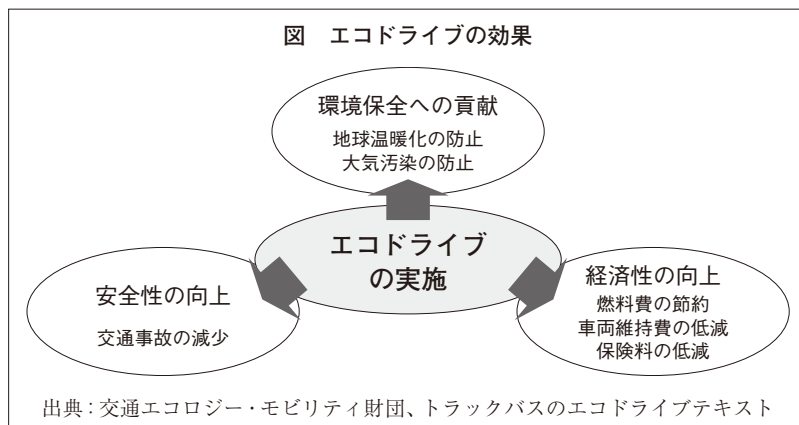 図　エコドライブの効果
環境保全への貢献
地球温暖化の防止
大気汚染の防止
エコドライブ
の実施
安全性の向上
交通事故の減少
経済性の向上
燃料費の節約
車両維持費の低減
保険料の低減
出典：交通エコロジー・モビリティ財団、トラックバスのエコドライブテキスト